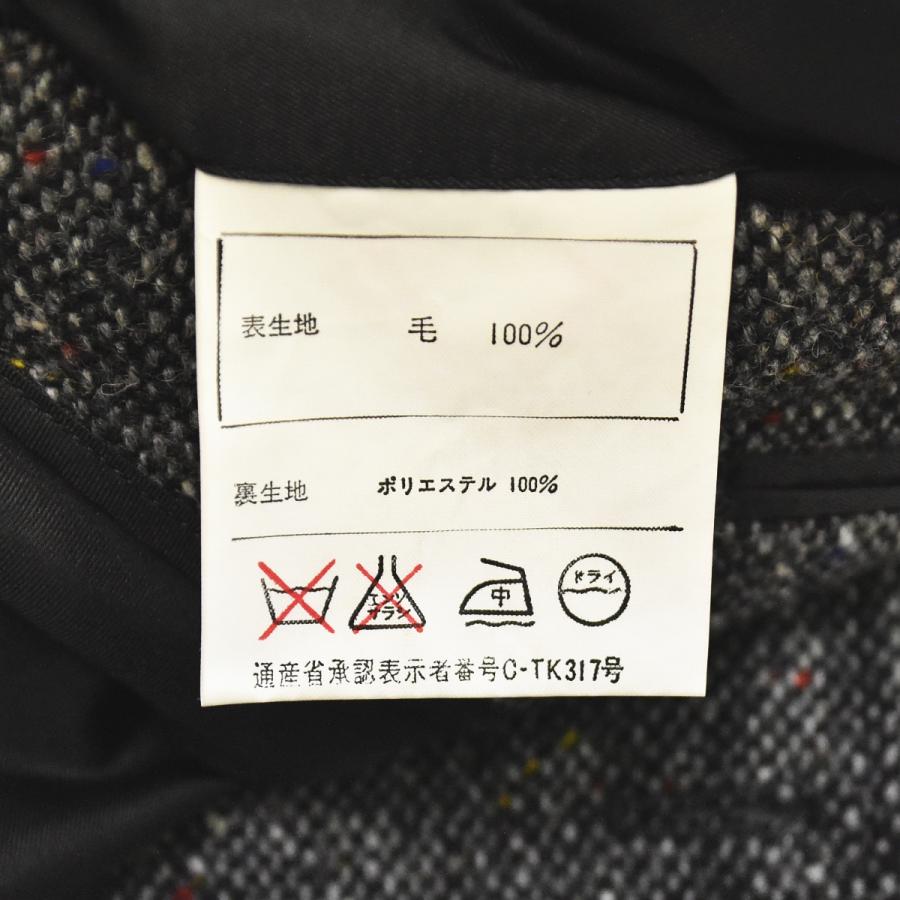 表生地 毛 100%
裏生地 ポリエステル 100%
エンソ サラシ 中 ドライ
通産省承認表示者番号C-TK317号